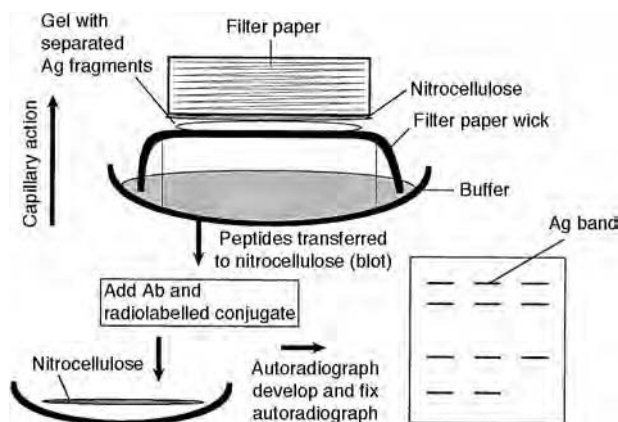 Gel with
separated
Ag fragments
Filter paper
Nitrocellulose
Filter paper wick
Capillary action
Buffer
Peptides transferred
to nitrocellulose (blot)
Ag band
Add Ab and
radiolabelled conjugate
Nitrocellulose
Autoradiograph
develop and fix
autoradiograph